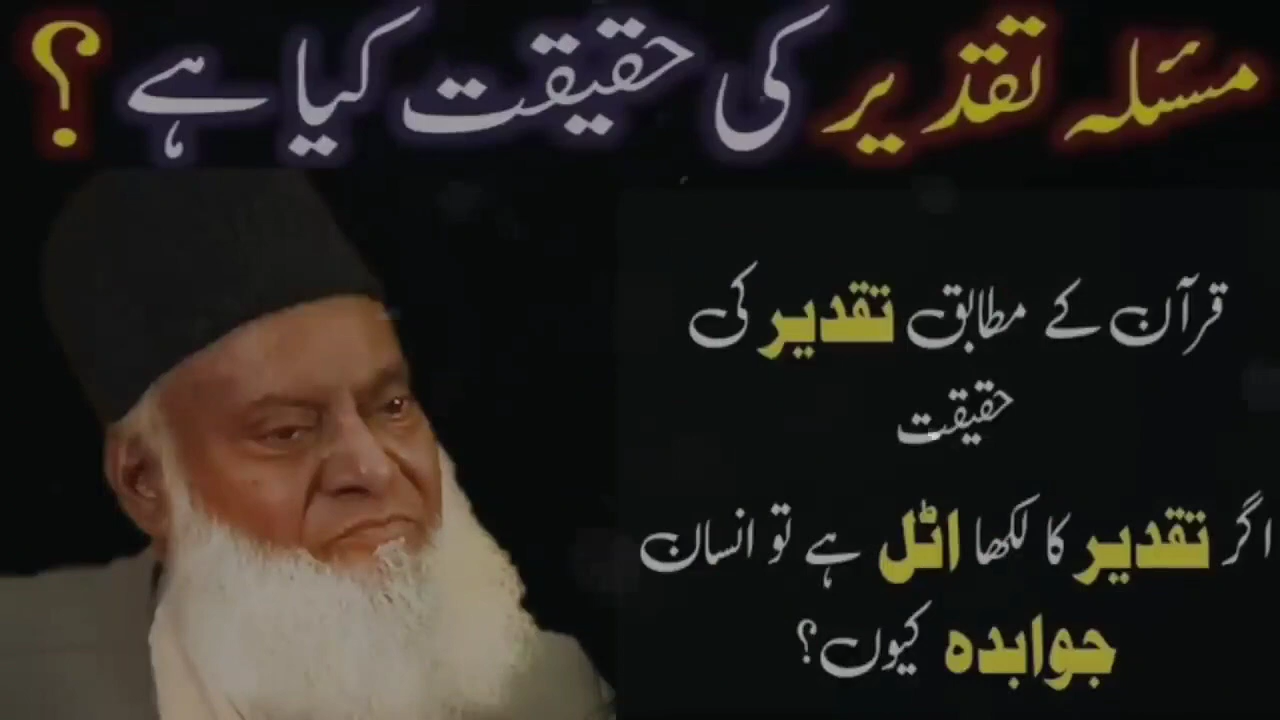 مسئلہ تقدیر کی حقیقت کیا ہے ؟
قرآن کے مطابق تقدیر کی
حقیقت
اگر تقدیر کا لکھا اٹل ہے تو انسان
جوابدہ کیوں؟